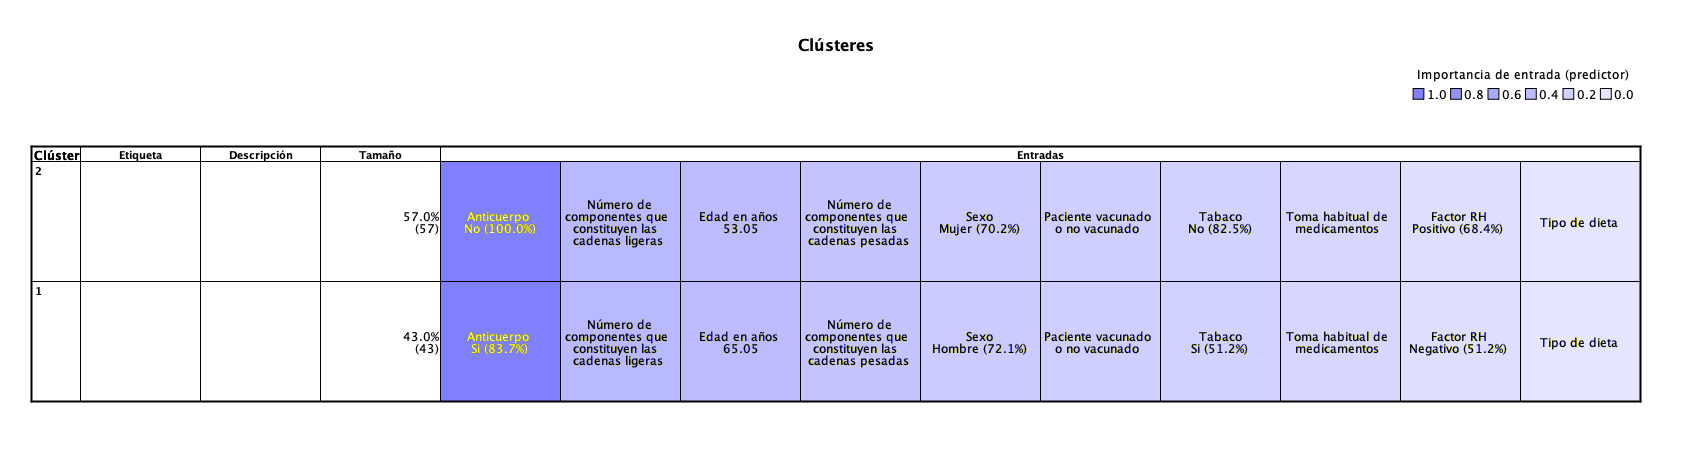 Clústeres
Importancia de entrada (predictor)
1.0 0.8 0.6 0.4 0.2 0.0
Clúster Etiqueta Descripción Tamaño Entradas
2
57.0%
(57)
Anticuerpo
No (100.0%)
Número de
componentes que
constituyen las
cadenas ligeras
Edad en años
53.05
Número de
componentes que
constituyen las
cadenas pesadas
Sexo
Mujer (70.2%)
Paciente vacunado
o no vacunado
Tabaco
No (82.5%)
Toma habitual de
medicamentos
Factor RH
Positivo (68.4%)
Tipo de dieta
1
43.0%
(43)
Anticuerpo
Si (83.7%)
Número de
componentes que
constituyen las
cadenas ligeras
Edad en años
65.05
Número de
componentes que
constituyen las
cadenas pesadas
Sexo
Hombre (72.1%)
Paciente vacunado
o no vacunado
Tabaco
Si (51.2%)
Toma habitual de
medicamentos
Factor RH
Negativo (51.2%)
Tipo de dieta